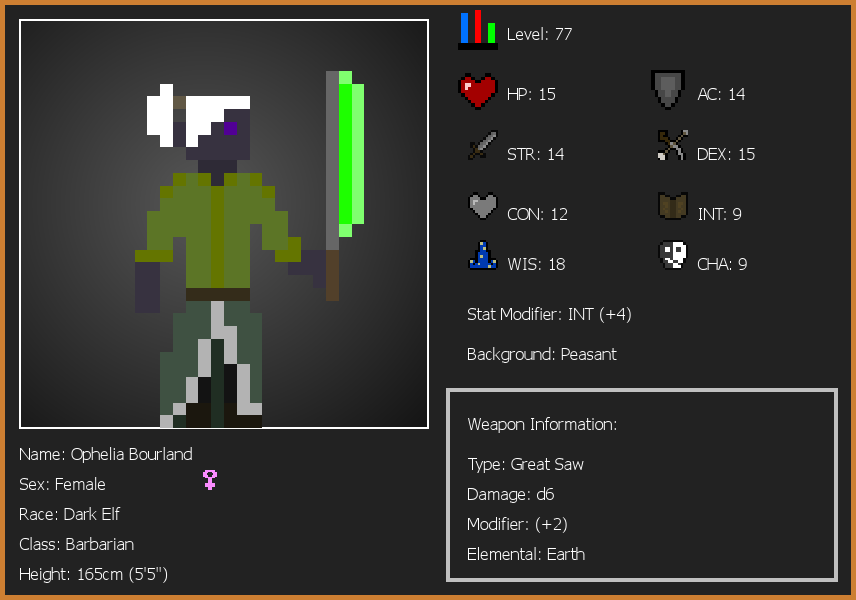 Level: 77
HP: 15
AC: 14
STR: 14
DEX: 15
CON: 12
INT: 9
WIS: 18
CHA: 9
Stat Modifier: INT (+4)
Background: Peasant
Weapon Information:
Type: Great Saw
Damage: d6
Modifier: (+2)
Elemental: Earth
Name: Ophelia Bourland
Sex: Female
Race: Dark Elf
Class: Barbarian
Height: 165cm (5'5")